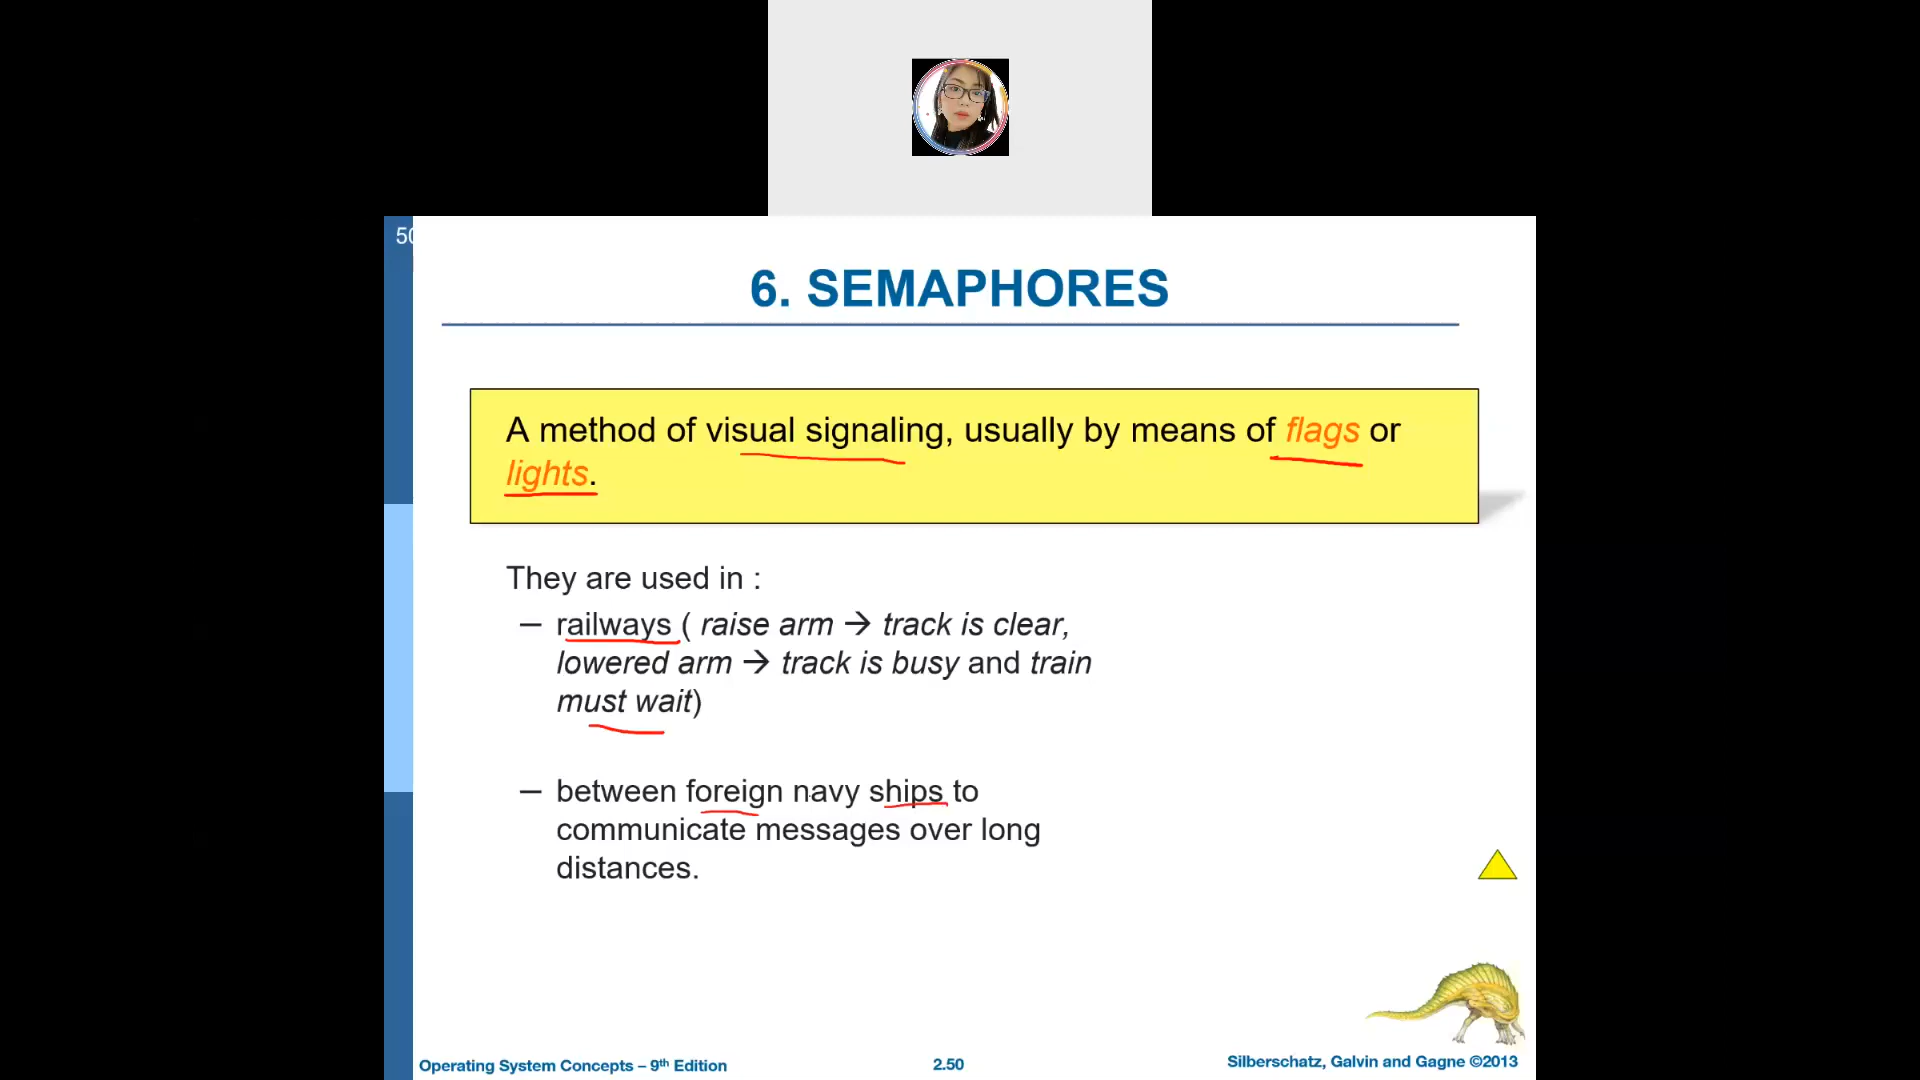 50
6. SEMAPHORES
A method of visual signaling, usually by means of flags or
lights.
They are used in :
– railways ( raise arm → track is clear,
lowered arm → track is busy and train
must wait)
– between foreign navy ships to
communicate messages over long
distances.
Operating System Concepts – 9th Edition
2.50
Silberschatz, Galvin and Gagne ©2013